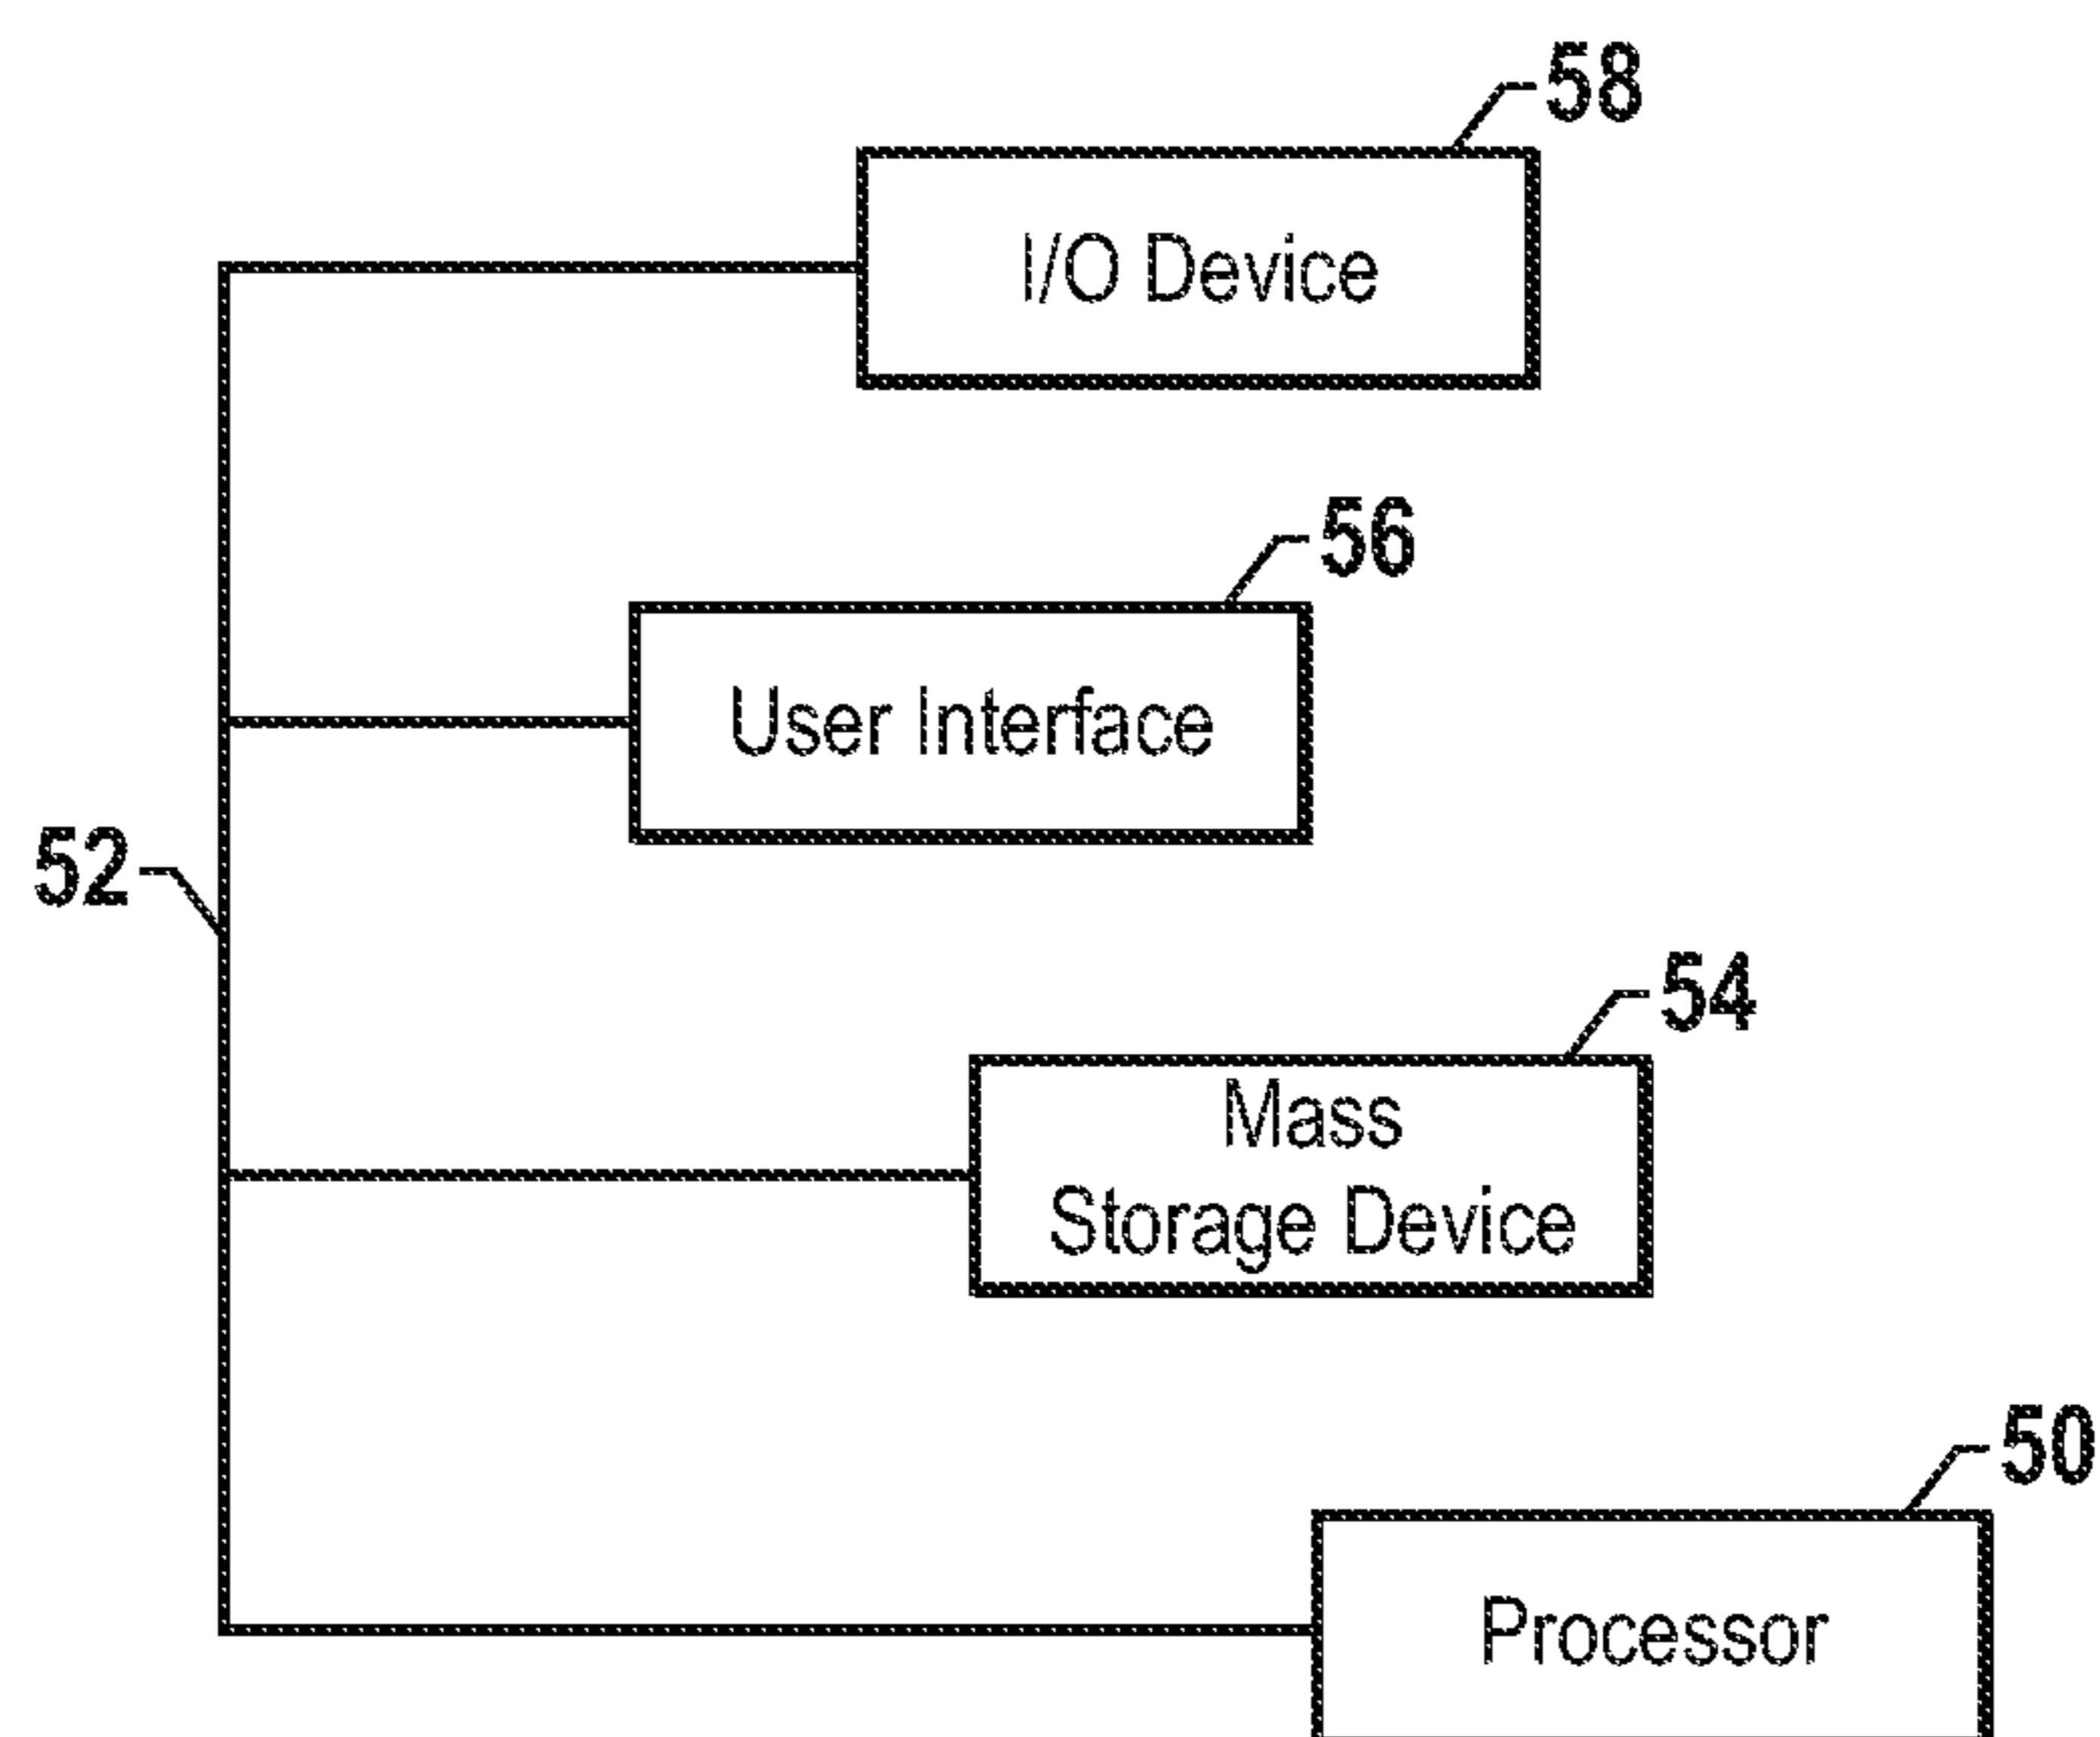 58
I/O Device
56
User Interface
52
54
Mass
Storage Device
50
Processor